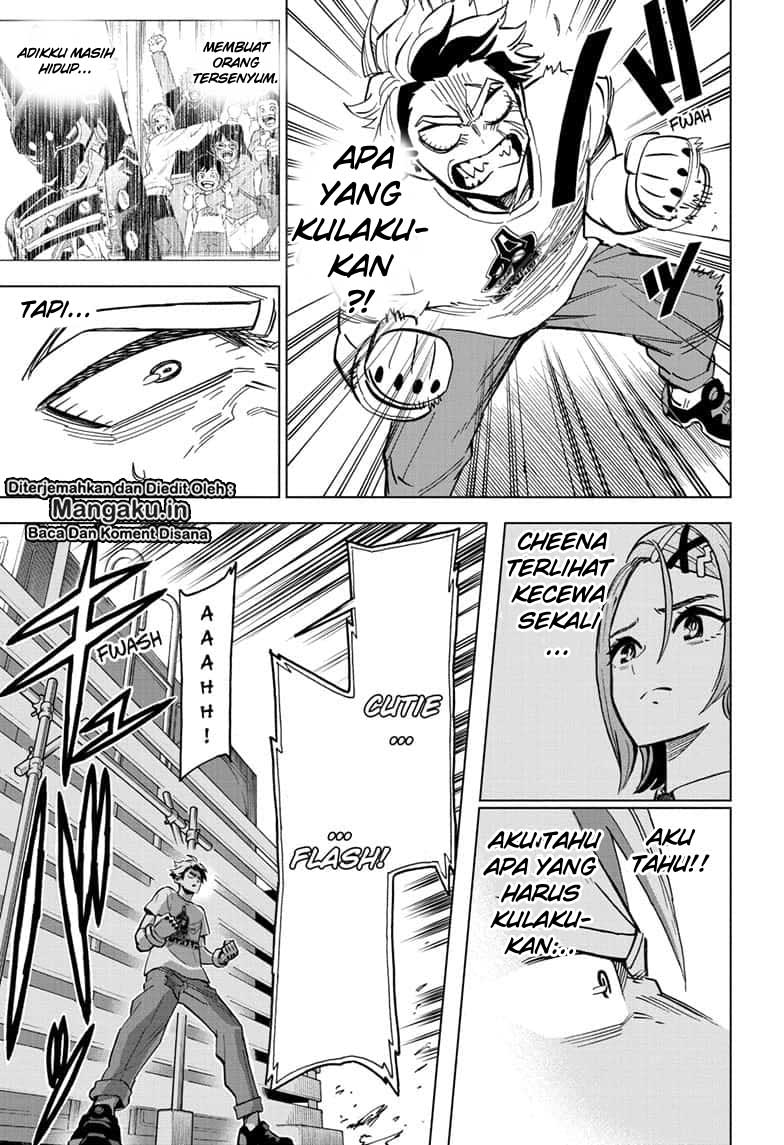 APA
YANG
KULAKU-
KAN
?!
FWAH
MEMBUAT
ORANG
TERSENYUM.
ADIKKU MASIH
HIDUP...
TAPI...
Diterjemahkan dan Diedit Oleh :
Mangaku.in
Baca Dan Koment Disana
CHEENA
TERLIHAT
KECEWA
SEKALI
...
AKU
TAHU!!
AKU TAHU
APA YANG
HARUS
KULAKU-
KAN...
CUTIE
...
...
FLASH!
AAAHH!
FWASH